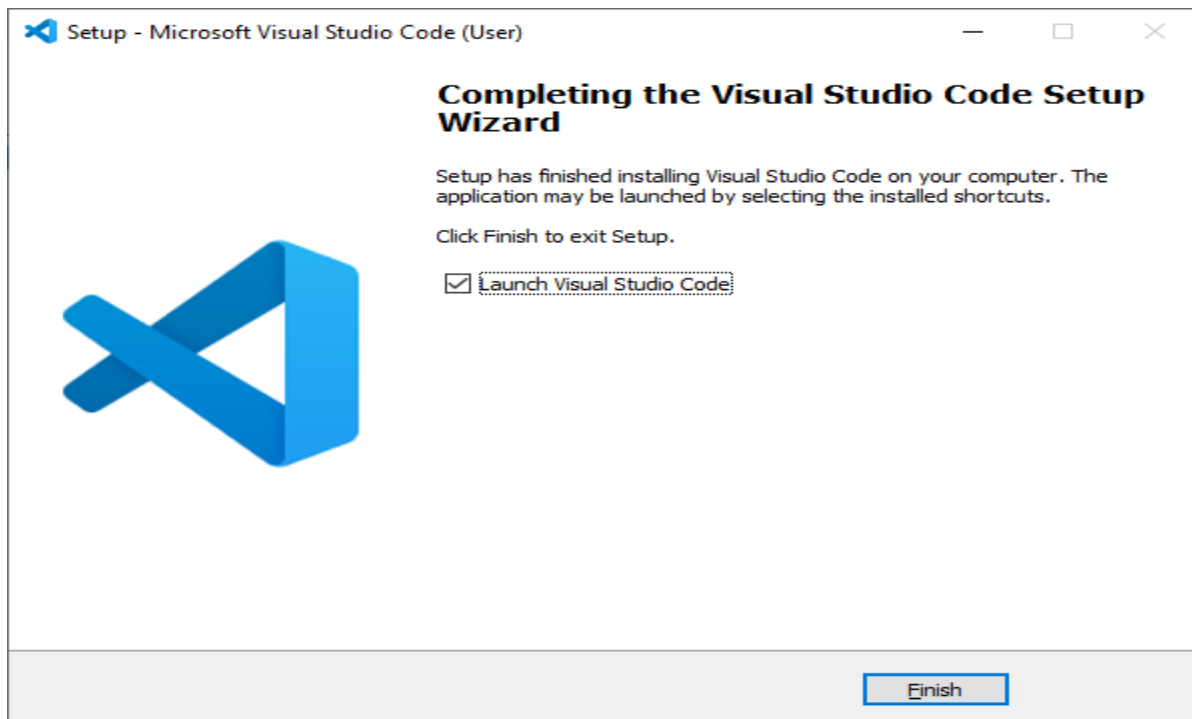 Setup - Microsoft Visual Studio Code (User)
Completing the Visual Studio Code Setup
Wizard
Setup has finished installing Visual Studio Code on your computer. The
application may be launched by selecting the installed shortcuts.
Click Finish to exit Setup.
Launch Visual Studio Code
Finish